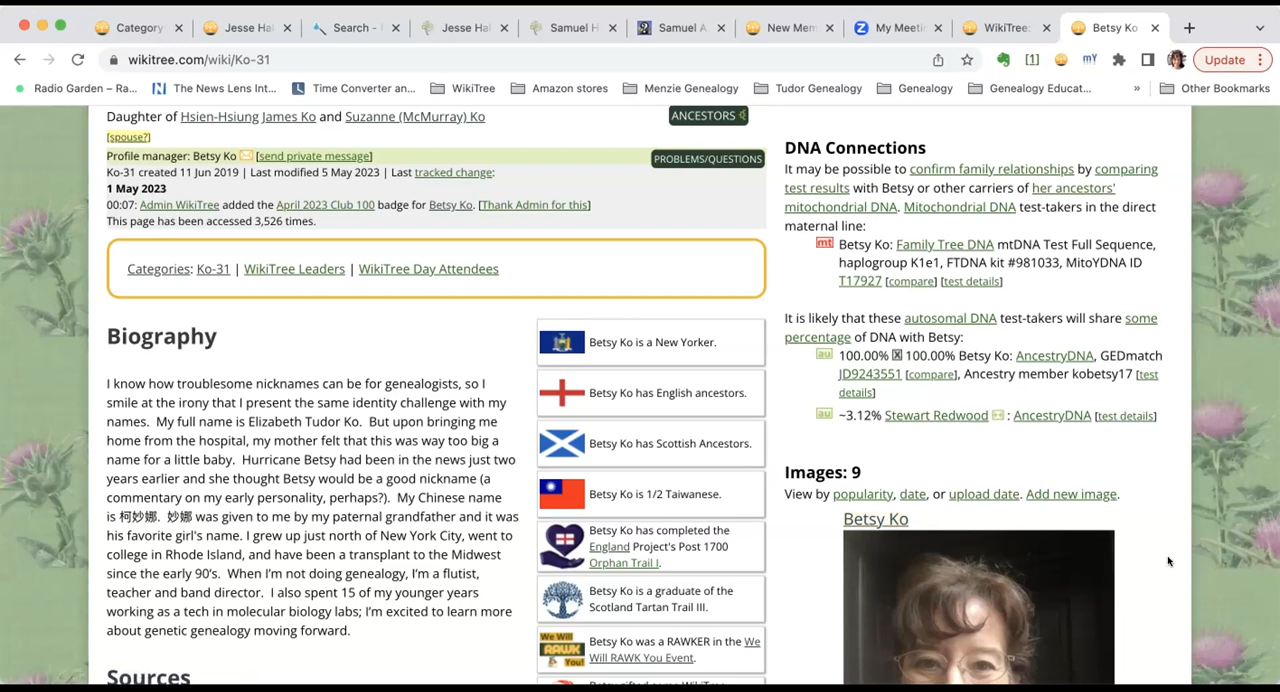 Category
Jesse Hal
Search -
Jesse Hal
Samuel H
Samuel A
New Mem
My Meeti
WikiTree:
Betsy Ko
wikitree.com/wiki/Ko-31
[1]
mY
Update
Radio Garden – Ra...
The News Lens Int...
Time Converter an...
WikiTree
Amazon stores
Menzie Genealogy
Tudor Genealogy
Genealogy
Genealogy Educat...
»
Other Bookmarks
Daughter of Hsien-Hsiung James Ko and Suzanne (McMurray) Ko
ANCESTORS
[spouse?]
Profile manager: Betsy Ko [send private message]
PROBLEMS/QUESTIONS
Ko-31 created 11 Jun 2019 | Last modified 5 May 2023 | Last tracked change:
1 May 2023
00:07: Admin WikiTree added the April 2023 Club 100 badge for Betsy Ko. [Thank Admin for this]
This page has been accessed 3,526 times.
Categories: Ko-31 | WikiTree Leaders | WikiTree Day Attendees
Biography
I know how troublesome nicknames can be for genealogists, so I
smile at the irony that I present the same identity challenge with my
names. My full name is Elizabeth Tudor Ko. But upon bringing me
home from the hospital, my mother felt that this was way too big a
name for a little baby. Hurricane Betsy had been in the news just two
years earlier and she thought Betsy would be a good nickname (a
commentary on my early personality, perhaps?). My Chinese name
is 柯妙娜. 妙娜 was given to me by my paternal grandfather and it was
his favorite girl's name. I grew up just north of New York City, went to
college in Rhode Island, and have been a transplant to the Midwest
since the early 90's. When I'm not doing genealogy, I'm a flutist,
teacher and band director. I also spent 15 of my younger years
working as a tech in molecular biology labs; I'm excited to learn more
about genetic genealogy moving forward.
Sources
Betsy Ko is a New Yorker.
Betsy Ko has English ancestors.
Betsy Ko has Scottish Ancestors.
Betsy Ko is 1/2 Taiwanese.
Betsy Ko has completed the
England Project's Post 1700
Orphan Trail I.
Betsy Ko is a graduate of the
Scotland Tartan Trail III.
We Will
RAWK
You!
Betsy Ko was a RAWKER in the We
Will RAWK You Event.
Betsy gifted some WikiTree
DNA Connections
It may be possible to confirm family relationships by comparing
test results with Betsy or other carriers of her ancestors'
mitochondrial DNA. Mitochondrial DNA test-takers in the direct
maternal line:
mt
Betsy Ko: Family Tree DNA mtDNA Test Full Sequence,
haplogroup K1e1, FTDNA kit #981033, MitoYDNA ID
T17927 [compare] [test details]
It is likely that these autosomal DNA test-takers will share some
percentage of DNA with Betsy:
au
100.00% 100.00% Betsy Ko: AncestryDNA, GEDmatch
JD9243551 [compare], Ancestry member kobetsy17 [test
details]
au
~3.12% Stewart Redwood : AncestryDNA [test details]
Images: 9
View by popularity, date, or upload date. Add new image.
Betsy Ko